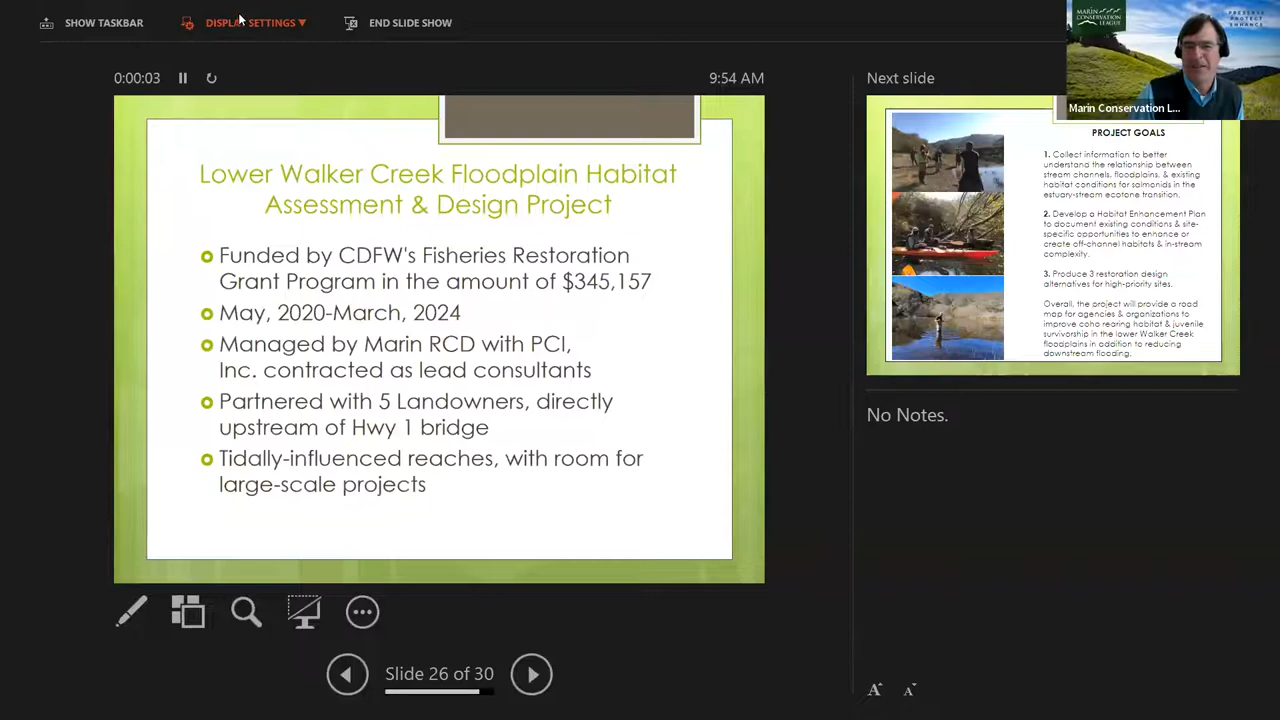 SHOW TASKBAR
DISPLAY SETTINGS ▼
END SLIDE SHOW
MARIN
CONSERVATION
LEAGUE
PRESERVE
PROTECT
ENHANCE
Marin Conservation L...
0:00:03
9:54 AM
Lower Walker Creek Floodplain Habitat
Assessment & Design Project
Funded by CDFW's Fisheries Restoration
Grant Program in the amount of $345,157
May, 2020-March, 2024
Managed by Marin RCD with PCI,
Inc. contracted as lead consultants
Partnered with 5 Landowners, directly
upstream of Hwy 1 bridge
Tidally-influenced reaches, with room for
large-scale projects
Slide 26 of 30
Next slide
PROJECT GOALS
1. Collect information to better
understand the relationship between
stream channels, floodplains, & existing
habitat conditions for salmonids in the
estuary-stream ecotone transition.
2. Develop a Habitat Enhancement Plan
to document existing conditions & site-
specific opportunities to enhance or
create off-channel habitats & in-stream
complexity.
3. Produce 3 restoration design
alternatives for high-priority sites.
Overall, the project will provide a road
map for agencies & organizations to
improve coho rearing habitat & juvenile
survivorship in the lower Walker Creek
floodplains in addition to reducing
downstream flooding.
No Notes.
A A